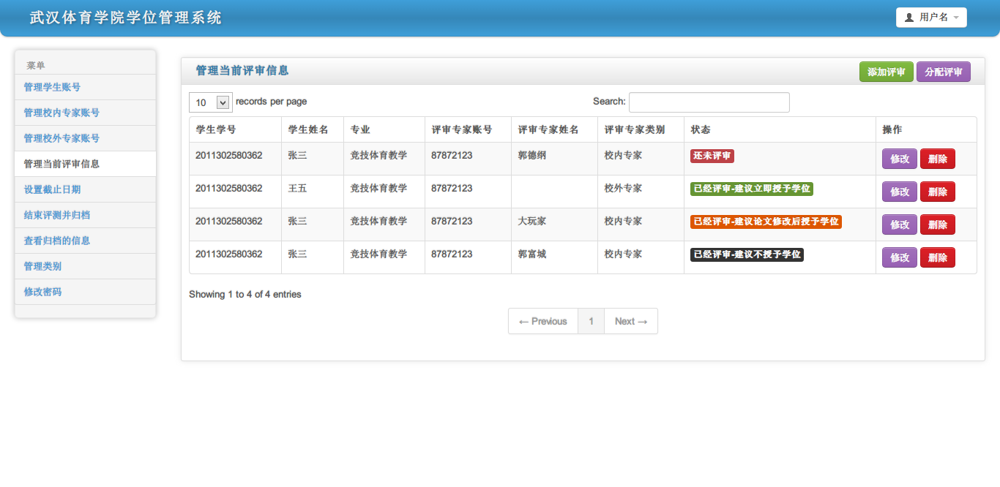 武汉体育学院学位管理系统
用户名
菜单
管理学生账号
管理校内专家账号
管理校外专家账号
管理当前评审信息
设置截止日期
结束评测并归档
查看归档的信息
管理类别
修改密码
管理当前评审信息 添加评审 分配评审
10 records per page Search:
学生学号 学生姓名 专业 评审专家账号 评审专家姓名 评审专家类别 状态 操作
2011302580362 张三 竞技体育教学 87872123 郭德纲 校内专家 还未评审 修改 删除
2011302580362 王五 竞技体育教学 87872123 校外专家 已经评审-建议立即授予学位 修改 删除
2011302580362 张三 竞技体育教学 87872123 大玩家 校内专家 已经评审-建议论文修改后授予学位 修改 删除
2011302580362 张三 竞技体育教学 87872123 郭富城 校内专家 已经评审-建议不授予学位 修改 删除
Showing 1 to 4 of 4 entries
← Previous 1 Next →